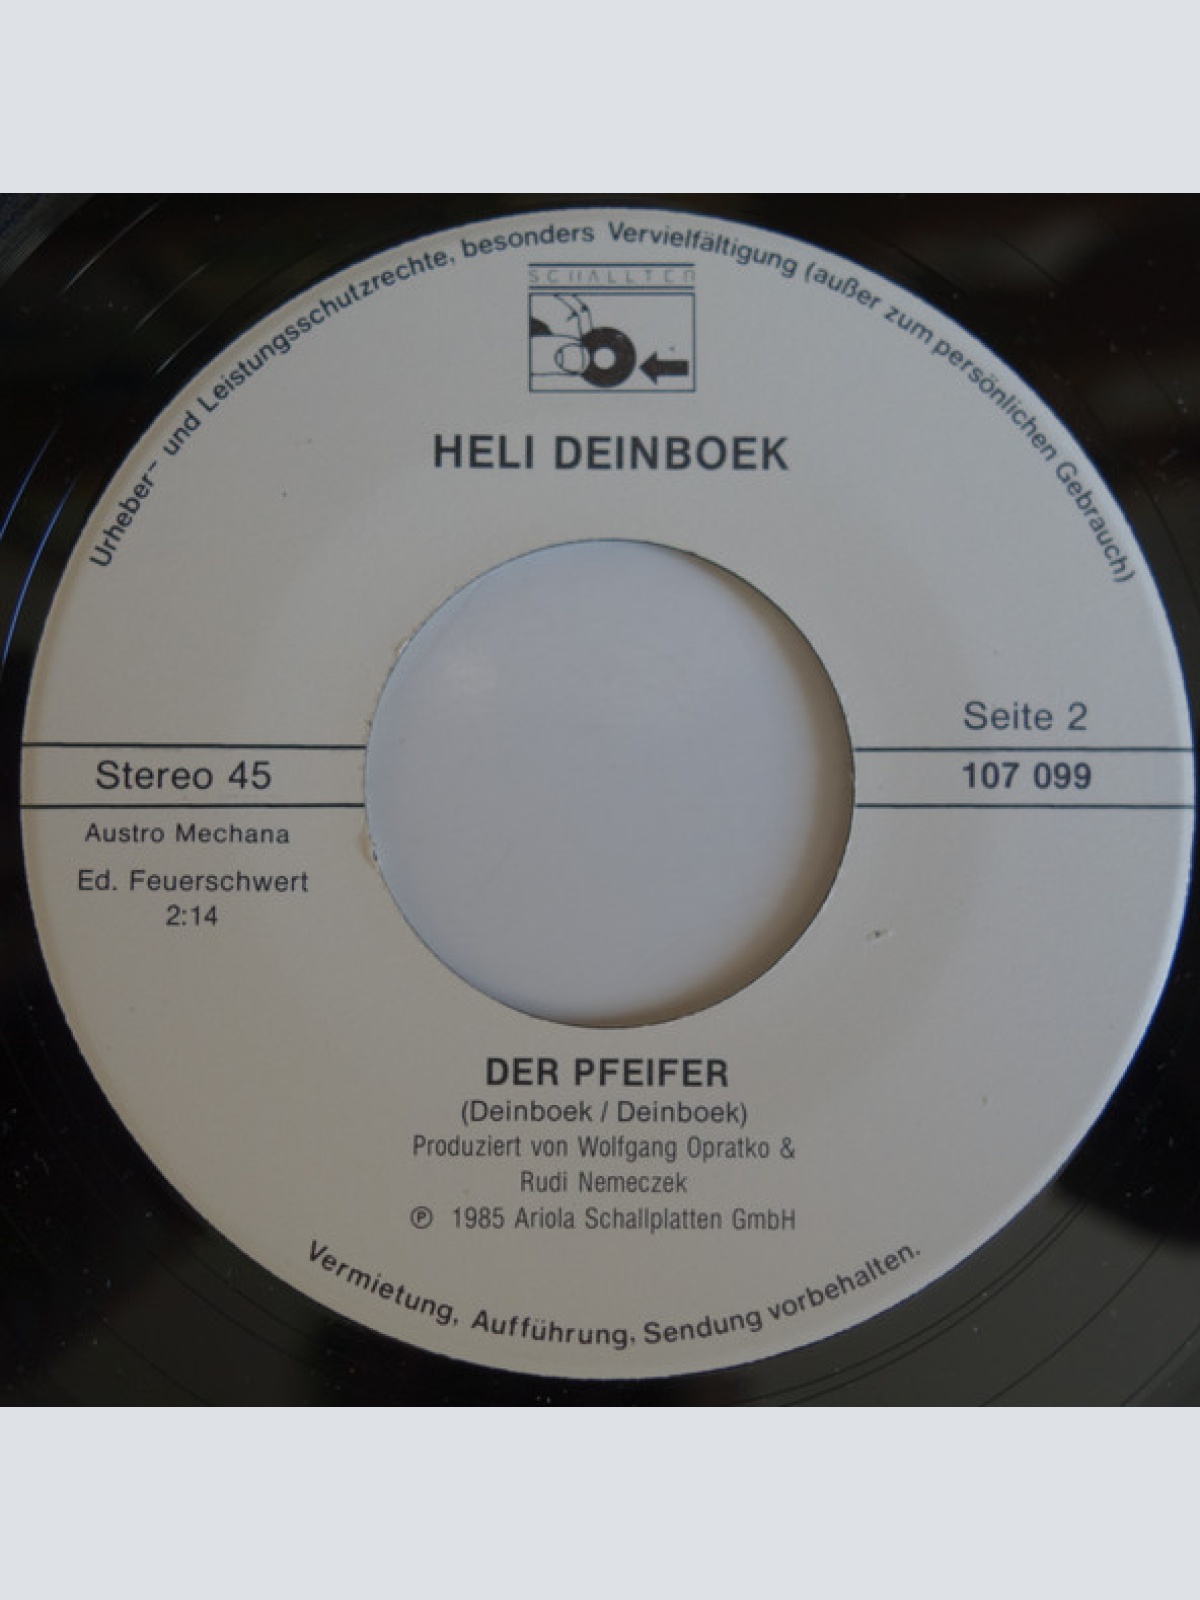 Urheber- und Leistungsschutzrechte, besonders Vervielfältigung (außer zum persönlichen Gebrauch)
SCHALLTER
HELI DEINBOEK
Seite 2
Stereo 45
107 099
Austro Mechana
Ed. Feuerschwert
2:14
DER PFEIFER
(Deinboek / Deinboek)
Produziert von Wolfgang Opratko &
Rudi Nemeczek
℗ 1985 Ariola Schallplatten GmbH
Vermietung, Aufführung, Sendung vorbehalten.